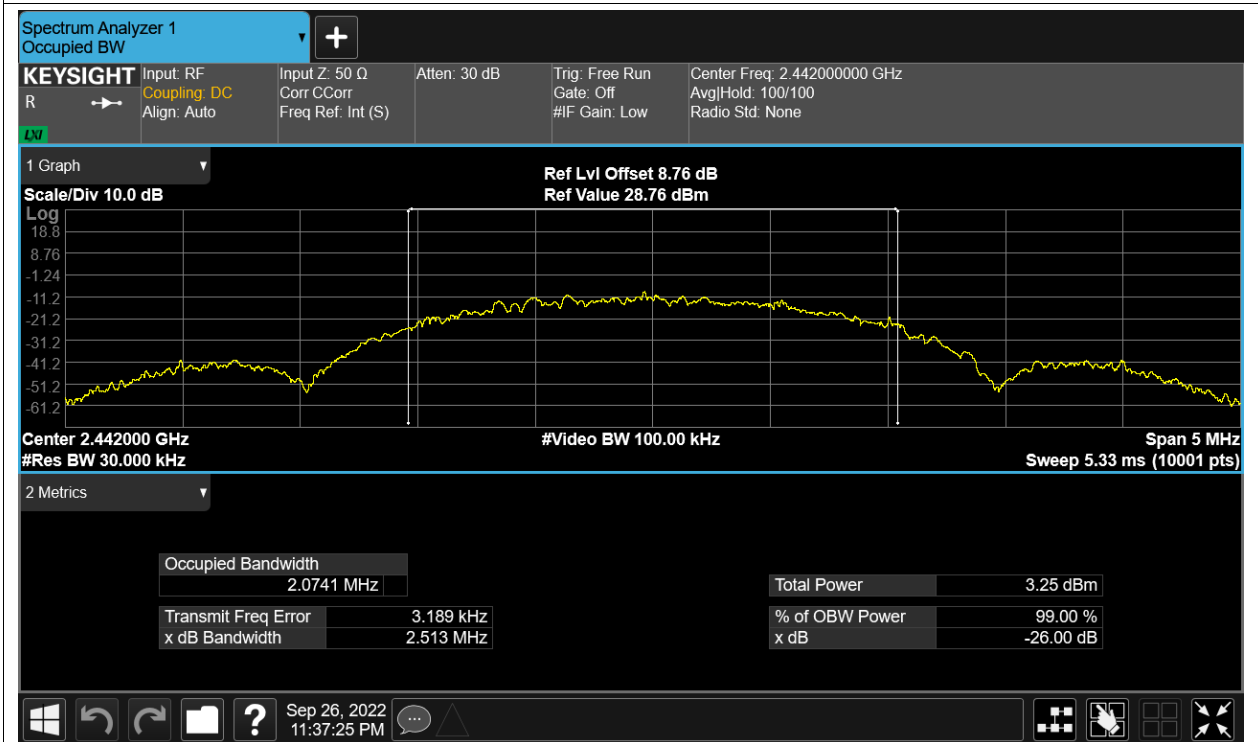 Spectrum Analyzer 1
Occupied BW
KEYSIGHT Input: RF Input Z: 50 Ω Atten: 30 dB Trig: Free Run Center Freq: 2.442000000 GHz
R Coupling: DC Corr CCorr Gate: Off Avg|Hold: 100/100
Align: Auto Freq Ref: Int (S) #IF Gain: Low Radio Std: None
LXI
1 Graph Ref Lvl Offset 8.76 dB
Scale/Div 10.0 dB Ref Value 28.76 dBm
Log
18.8
8.76
-1.24
-11.2
-21.2
-31.2
-41.2
-51.2
-61.2
Center 2.442000 GHz #Video BW 100.00 kHz Span 5 MHz
#Res BW 30.000 kHz Sweep 5.33 ms (10001 pts)
2 Metrics
Occupied Bandwidth
2.0741 MHz Total Power 3.25 dBm
Transmit Freq Error 3.189 kHz % of OBW Power 99.00 %
x dB Bandwidth 2.513 MHz x dB -26.00 dB
? Sep 26, 2022
11:37:25 PM